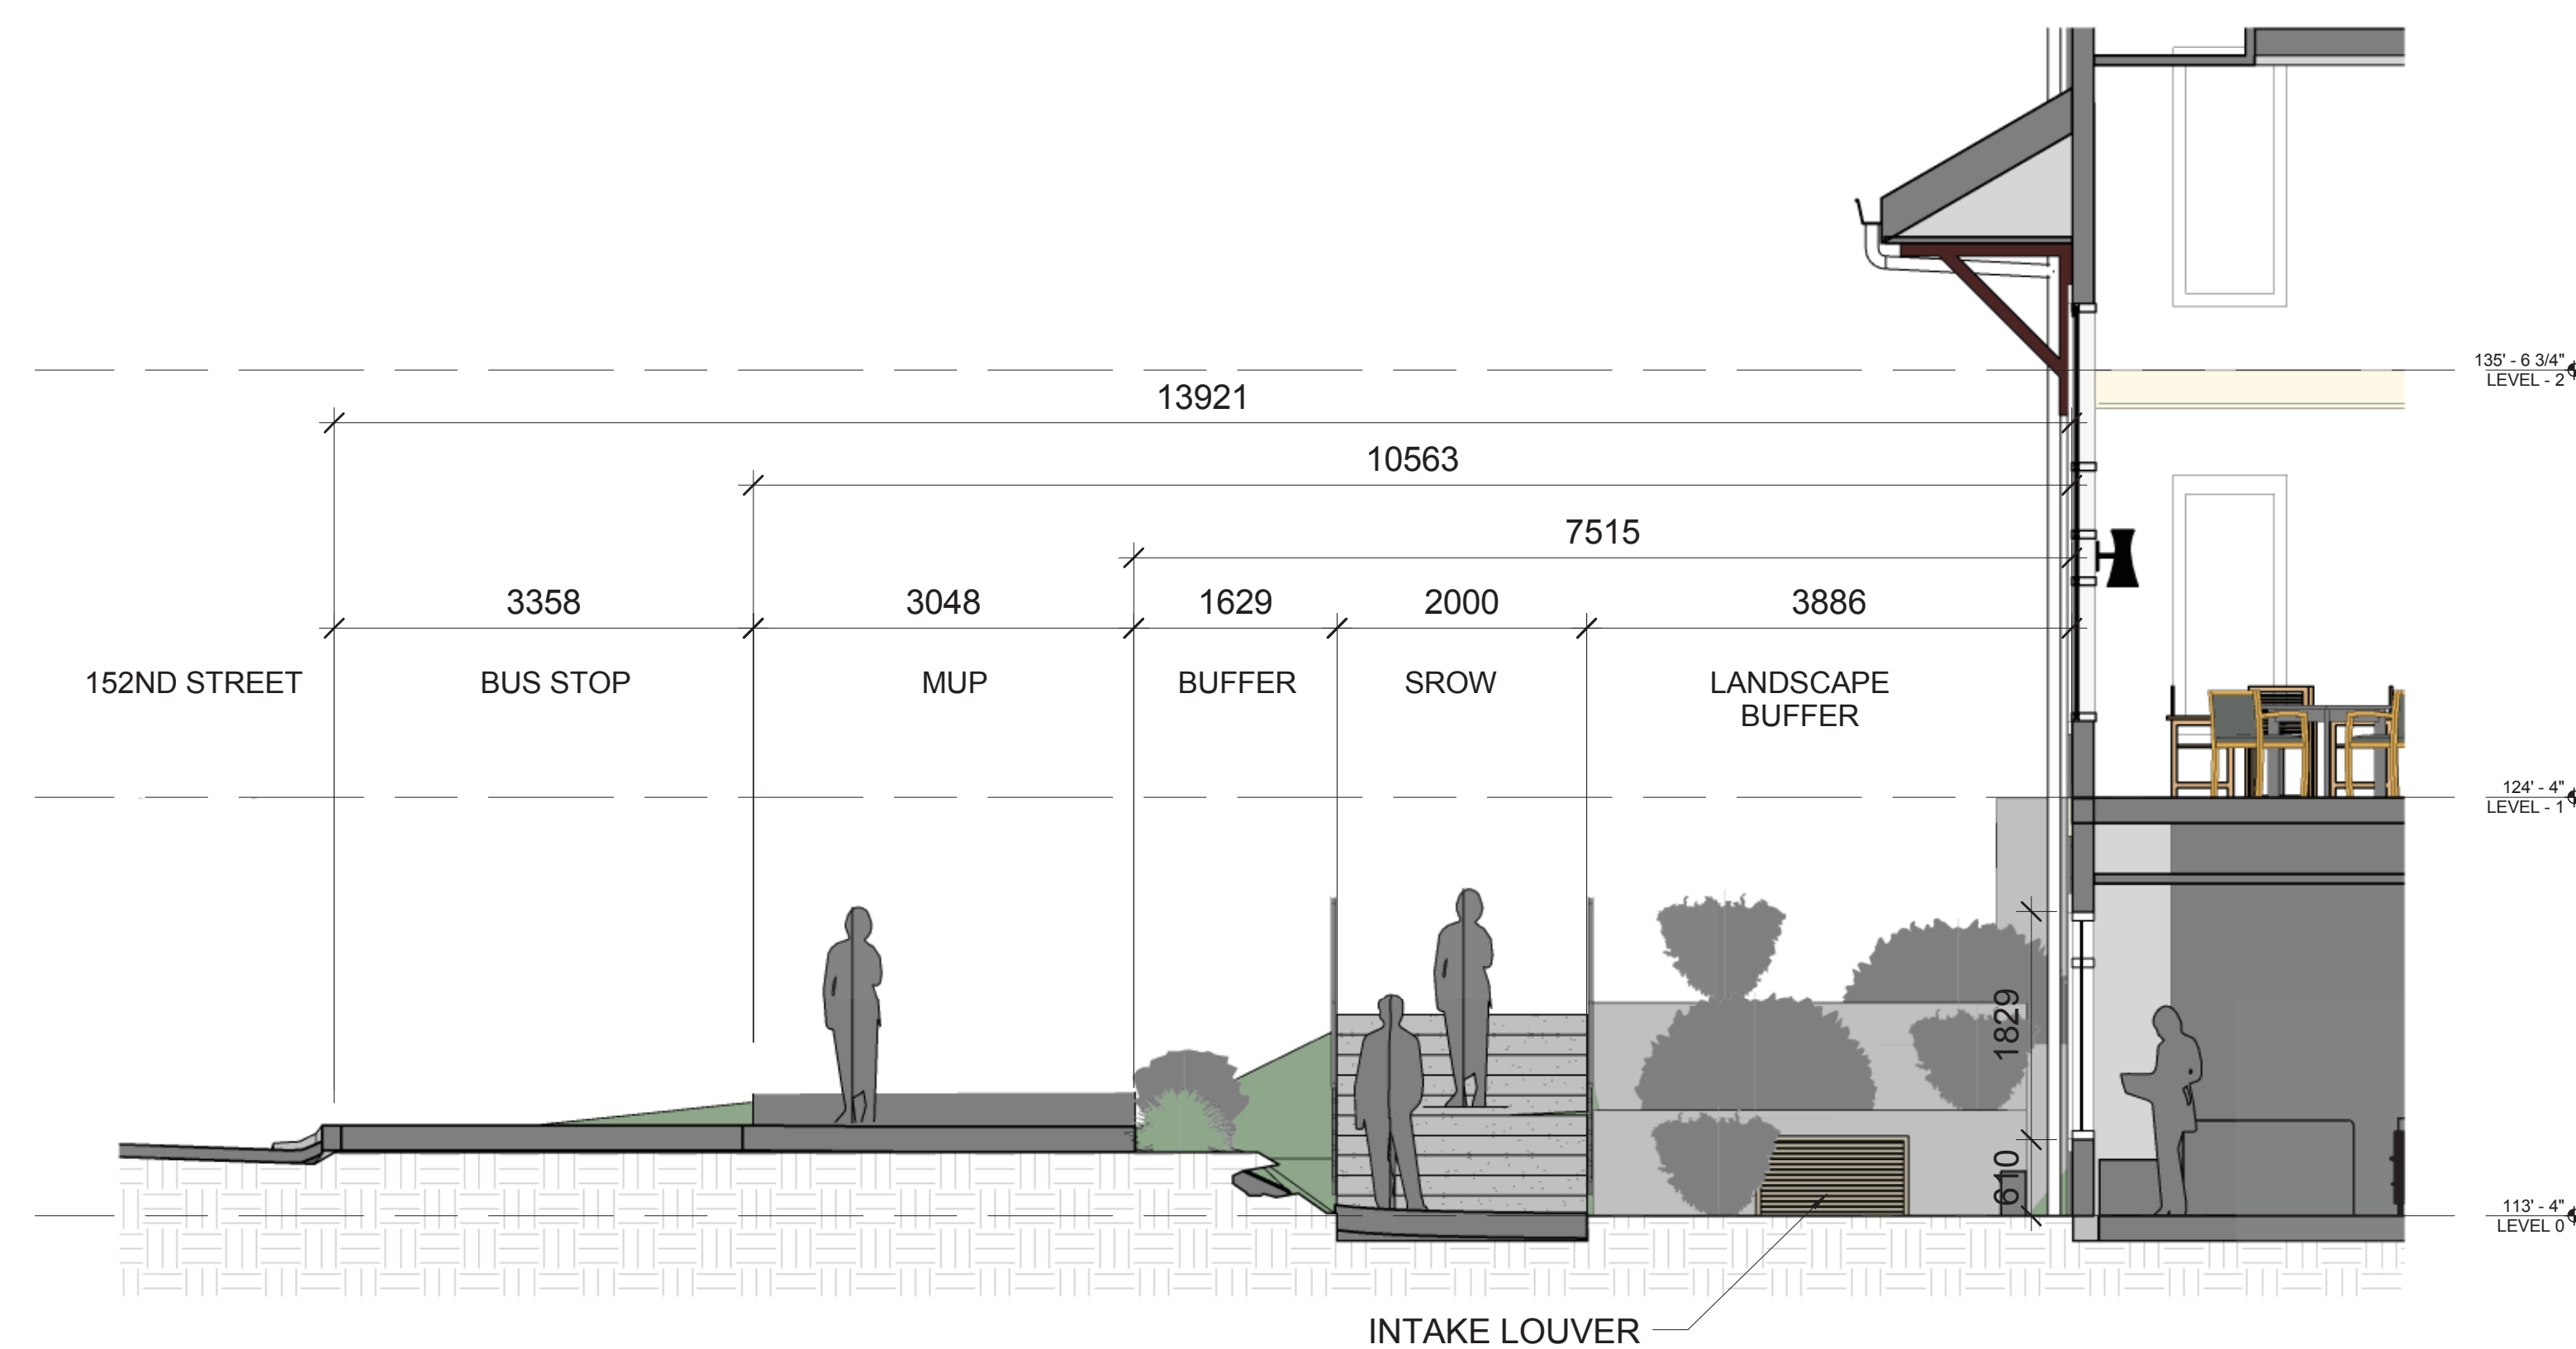 135' - 6 3/4"
LEVEL - 2
13921
10563
7515
3358
3048
1629
2000
3886
152ND STREET
BUS STOP
MUP
BUFFER
SROW
LANDSCAPE
BUFFER
124' - 4"
LEVEL - 1
1829
610
113' - 4"
LEVEL 0
INTAKE LOUVER